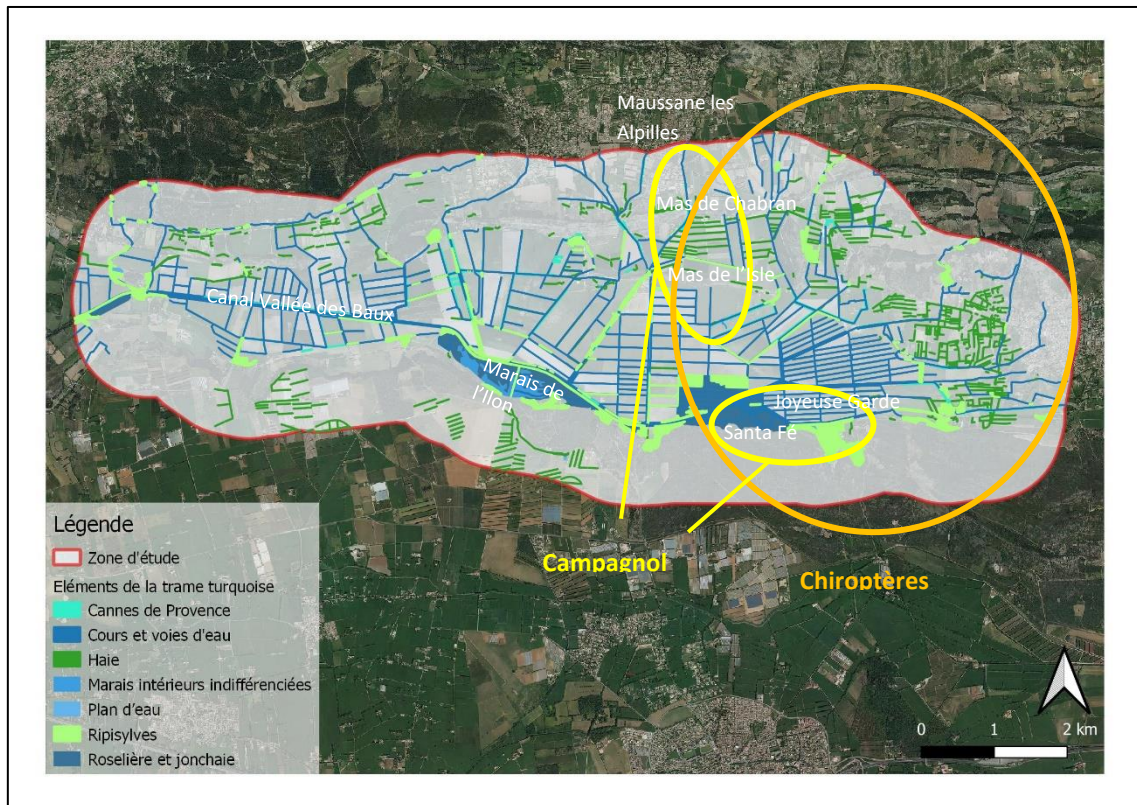 Maussane les
Alpilles
Mas de Chabran
Mas de l'Isle
Canal Vallée des Baux
Marais de
l'Ilon
Joyeuse Garde
Santa Fé
Campagnol
Chiroptères
Légende
Zone d'étude
Eléments de la trame turquoise
Cannes de Provence
Cours et voies d'eau
Haie
Marais intérieurs indifférenciées
Plan d'eau
Ripisylves
Roselière et jonchaie
0 1 2 km